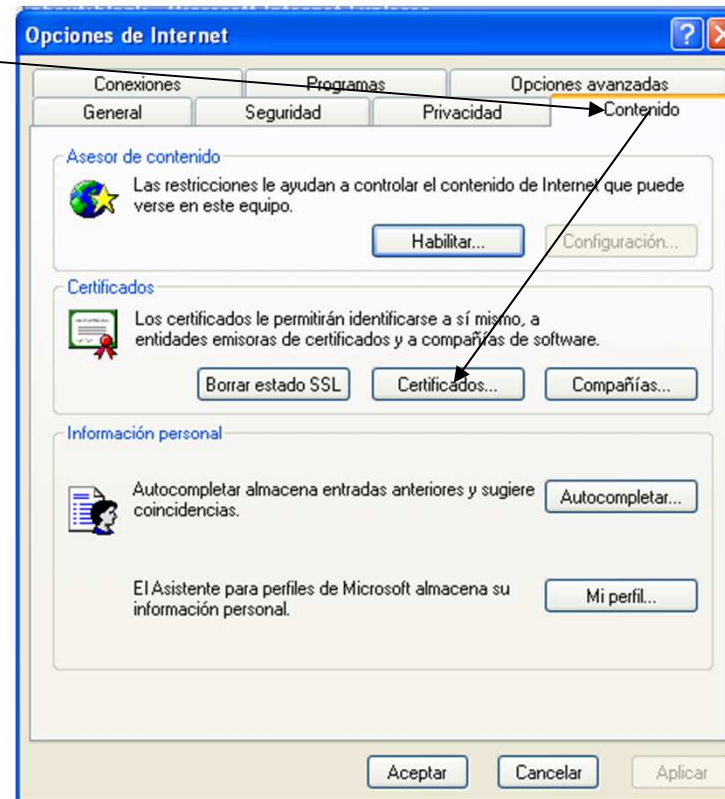 Opciones de Internet
Conexiones Programas Opciones avanzadas
General Seguridad Privacidad Contenido
Asesor de contenido
Las restricciones le ayudan a controlar el contenido de Internet que puede
verse en este equipo.
Habilitar... Configuración...
Certificados
Los certificados le permitirán identificarse a sí mismo, a
entidades emisoras de certificados y a compañías de software.
Borrar estado SSL Certificados... Compañías...
Información personal
Autocompletar almacena entradas anteriores y sugiere
coincidencias.
Autocompletar...
El Asistente para perfiles de Microsoft almacena su
información personal.
Mi perfil...
Aceptar Cancelar Aplicar